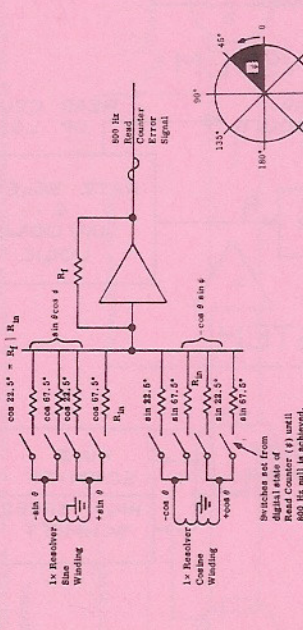 cos 22.5° = Rf | Rin
cos 67.5°
cos 22.5°
cos 67.5°
Rin
sin θ cos ϕ
-sin θ
+sin θ
1× Resolver
Sine
Winding
Rf
800 Hz
Read
Counter
Error
Signal
sin 22.5°
sin 67.5°
Rin
sin 22.5°
sin 67.5°
-cos θ sin ϕ
-cos θ
+cos θ
1× Resolver
Cosine
Winding
Switches set from
digital state of
Read Counter (ϕ) until
800 Hz null is achieved.
90°
135°
45°
180°
0